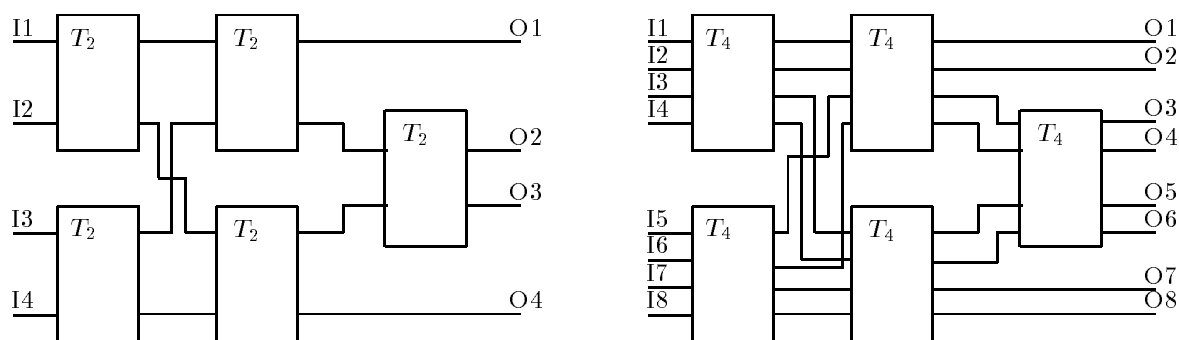 I1 T₂ T₂ O1
I2 T₂ O2
I3 T₂ T₂ O3
I4 O4
I1 T₄ T₄ O1
I2 O2
I3 O3
I4 T₄ O4
I5 T₄ T₄ O5
I6 O6
I7 O7
I8 O8